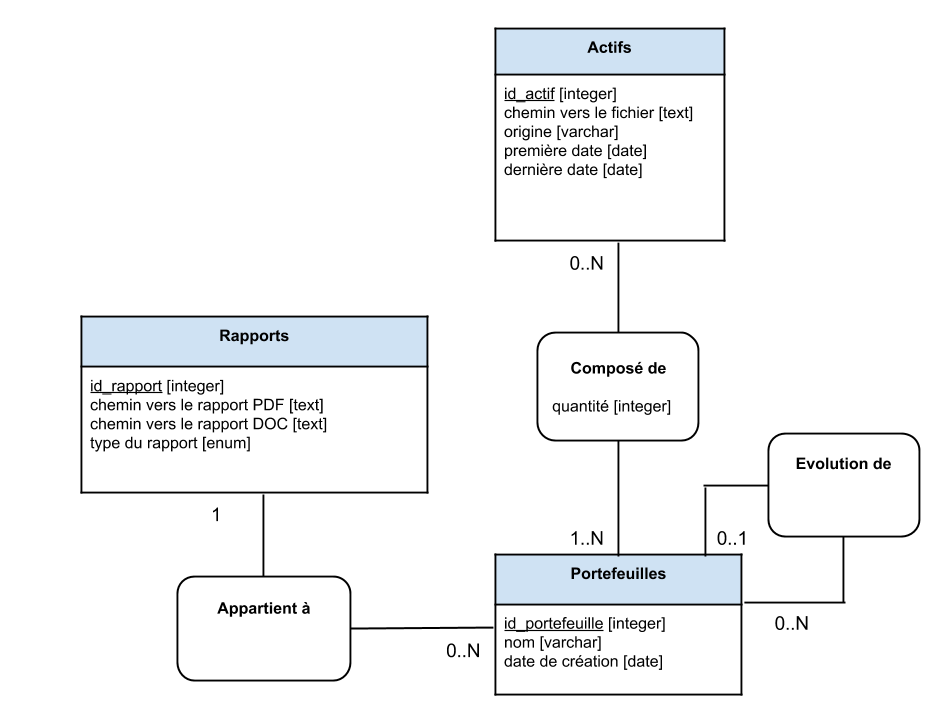 Actifs
id_actif [integer]
chemin vers le fichier [text]
origine [varchar]
première date [date]
dernière date [date]
0..N
Rapports
id_rapport [integer]
chemin vers le rapport PDF [text]
chemin vers le rapport DOC [text]
type du rapport [enum]
Composé de
quantité [integer]
Evolution de
1
1..N
0..1
Portefeuilles
id_portefeuille [integer]
nom [varchar]
date de création [date]
Appartient à
0..N
0..N